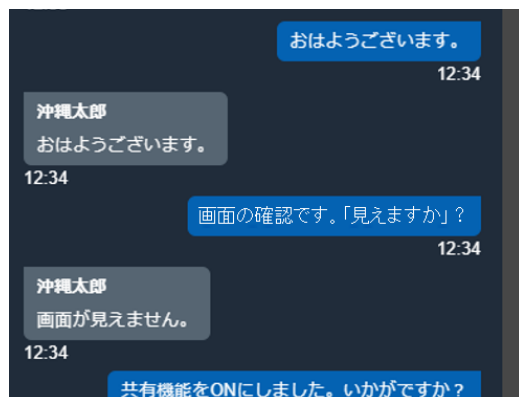 おはようございます。
12:34
沖縄太郎
おはようございます。
12:34
画面の確認です。「見えますか」?
12:34
沖縄太郎
画面が見えません。
12:34
共有機能をONにしました。いかがですか?